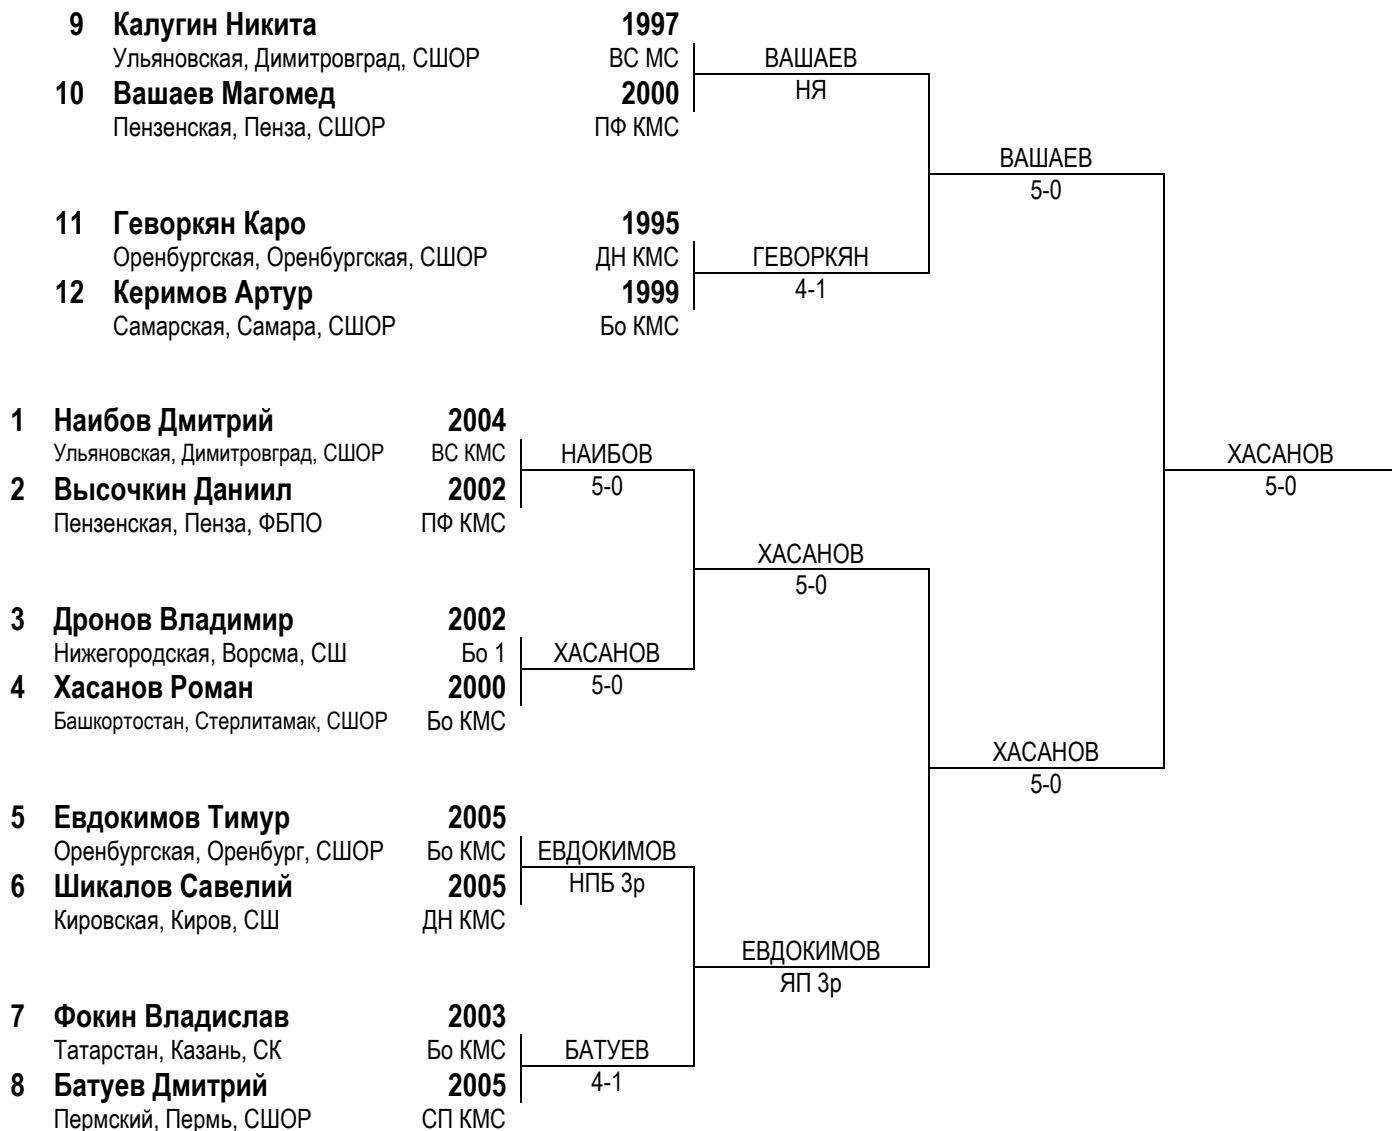 9 Калугин Никита 1997
Ульяновская, Димитровград, СШОР ВС МС
ВАШАЕВ
НЯ
10 Вашаев Магомед 2000
Пензенская, Пенза, СШОР ПФ КМС
ВАШАЕВ
5-0
11 Геворкян Каро 1995
Оренбургская, Оренбургская, СШОР ДН КМС
ГЕВОРКЯН
4-1
12 Керимов Артур 1999
Самарская, Самара, СШОР Бо КМС
1 Наибов Дмитрий 2004
Ульяновская, Димитровград, СШОР ВС КМС
НАИБОВ
5-0
ХАСАНОВ
5-0
2 Высочкин Даниил 2002
Пензенская, Пенза, ФБПО ПФ КМС
ХАСАНОВ
5-0
3 Дронов Владимир 2002
Нижегородская, Ворсма, СШ Бо 1
ХАСАНОВ
5-0
4 Хасанов Роман 2000
Башкортостан, Стерлитамак, СШОР Бо КМС
ХАСАНОВ
5-0
5 Евдокимов Тимур 2005
Оренбургская, Оренбург, СШОР Бо КМС
ЕВДОКИМОВ
НПБ 3р
6 Шикалов Савелий 2005
Кировская, Киров, СШ ДН КМС
ЕВДОКИМОВ
ЯП 3р
7 Фокин Владислав 2003
Татарстан, Казань, СК Бо КМС
БАТУЕВ
4-1
8 Батуев Дмитрий 2005
Пермский, Пермь, СШОР СП КМС